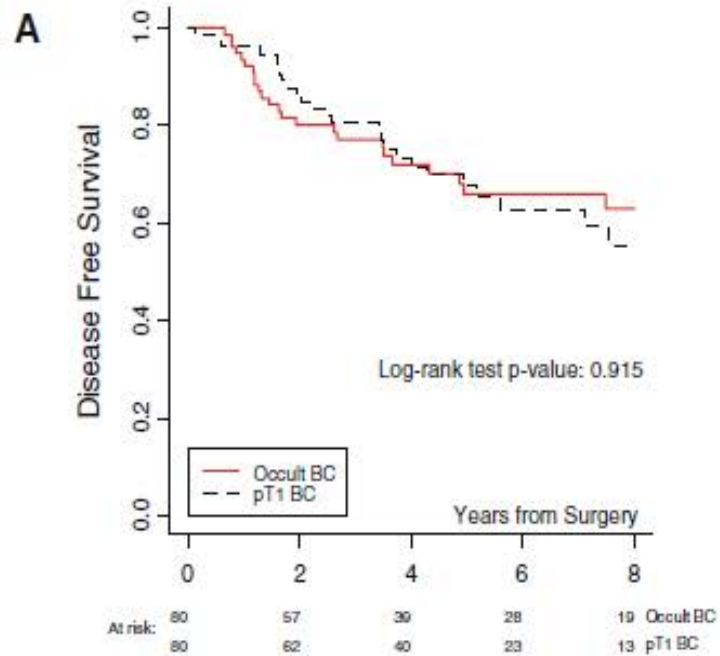 A
Disease Free Survival
1.0
0.8
0.6
0.4
0.2
0.0
Log-rank test p-value: 0.915
Occult BC
pT1 BC
Years from Surgery
0 2 4 6 8
At risk:
80 57 39 28 19 Occult BC
80 62 40 23 13 pT1 BC